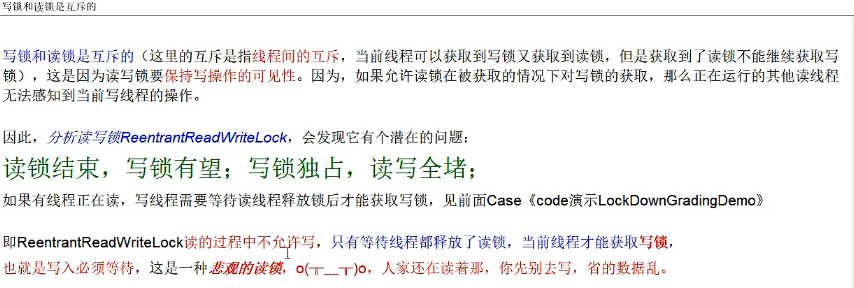 写锁和读锁是互斥的
写锁和读锁是互斥的（这里的互斥是指线程间的互斥，当前线程可以获取到写锁又获取到读锁，但是获取到了读锁不能继续获取写
锁），这是因为读写锁要保持写操作的可见性。因为，如果允许读锁在被获取的情况下对写锁的获取，那么正在运行的其他读线程
无法感知到当前写线程的操作。
因此，分析读写锁ReentrantReadWriteLock，会发现它有个潜在的问题：
读锁结束，写锁有望；写锁独占，读写全堵；
如果有线程正在读，写线程需要等待读线程释放锁后才能获取写锁，见前面Case《code演示LockDownGradingDemo》
即ReentrantReadWriteLock读的过程中不允许写，只有等待线程都释放了读锁，当前线程才能获取写锁，
也就是写入必须等待，这是一种悲观的读锁，o(╥﹏╥)o，人家还在读着那，你先别去写，省的数据乱。